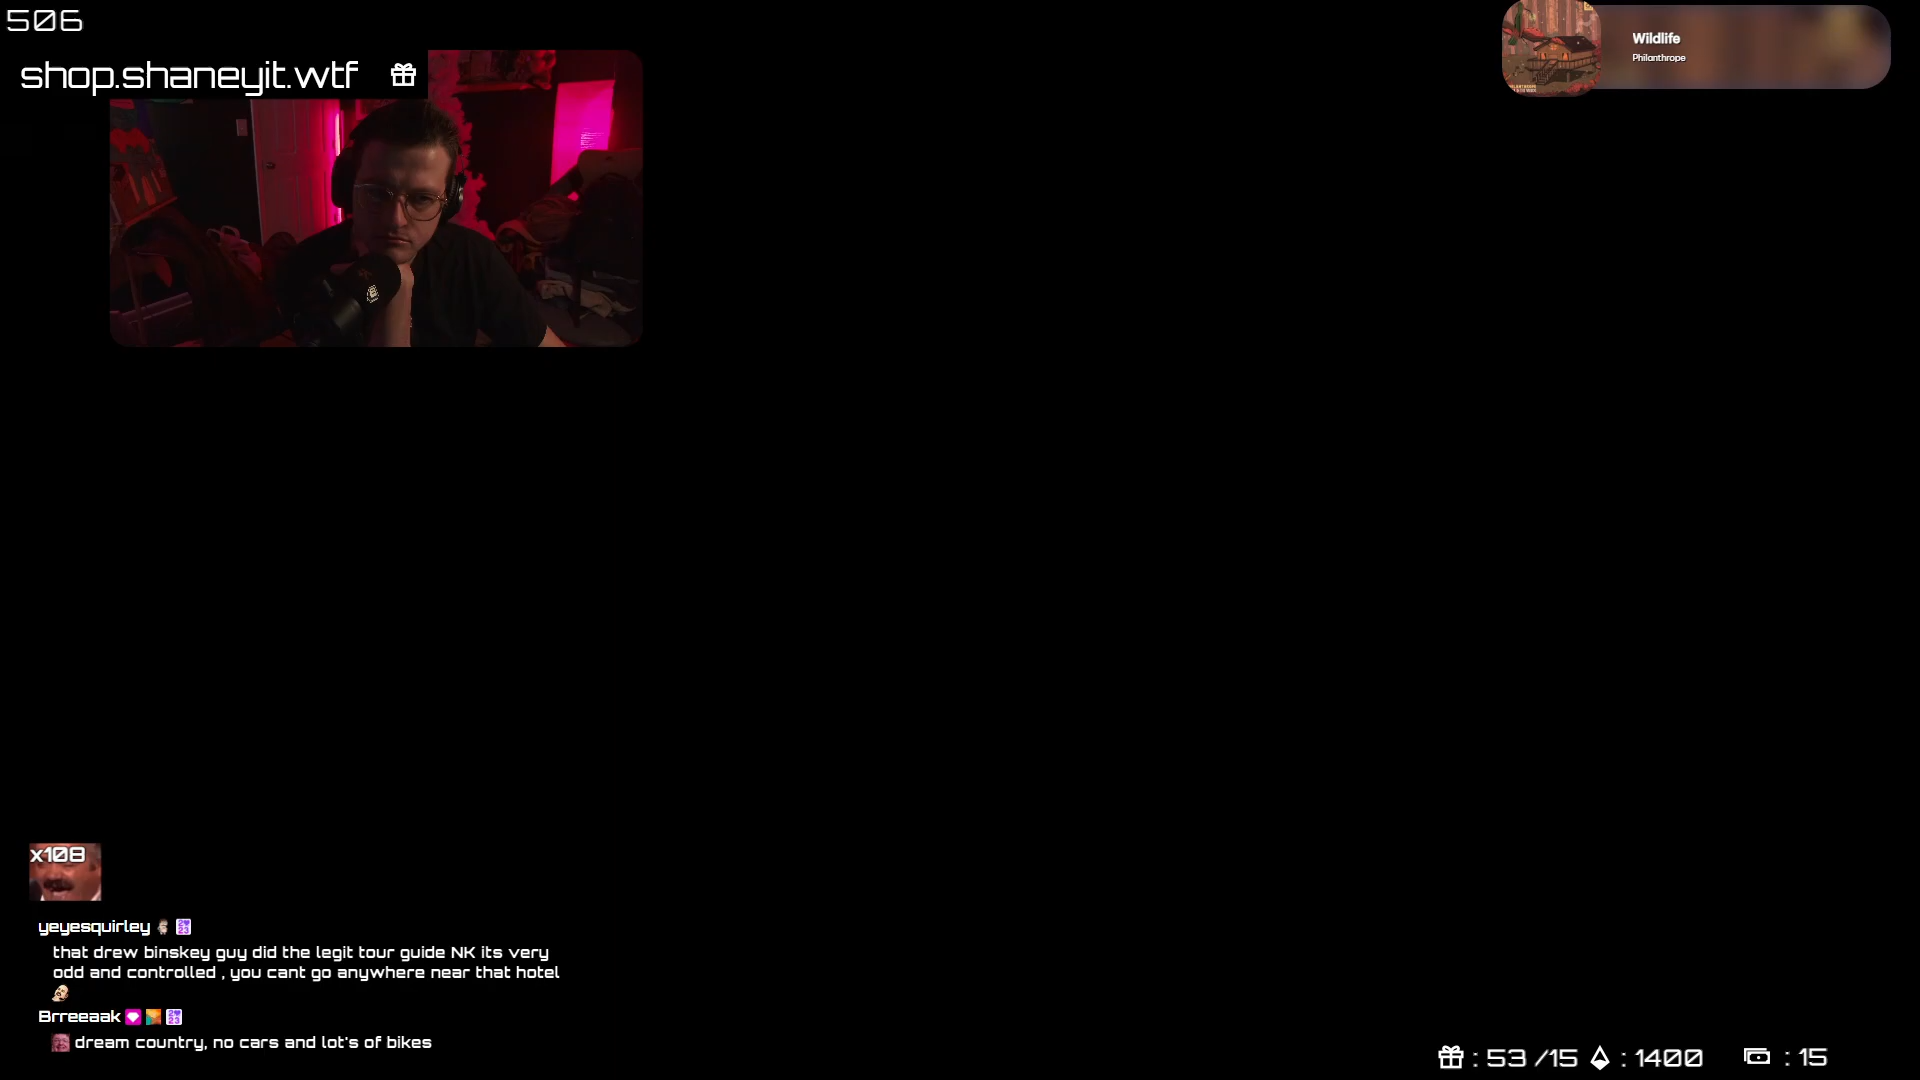 506
shop.shaneyit.wtf
Wildlife
Philanthrope
x108
yeyesquirley
that drew binskey guy did the legit tour guide NK its very
odd and controlled , you cant go anywhere near that hotel
Brreeaak
dream country, no cars and lot's of bikes
: 53 /15 : 1400 : 15